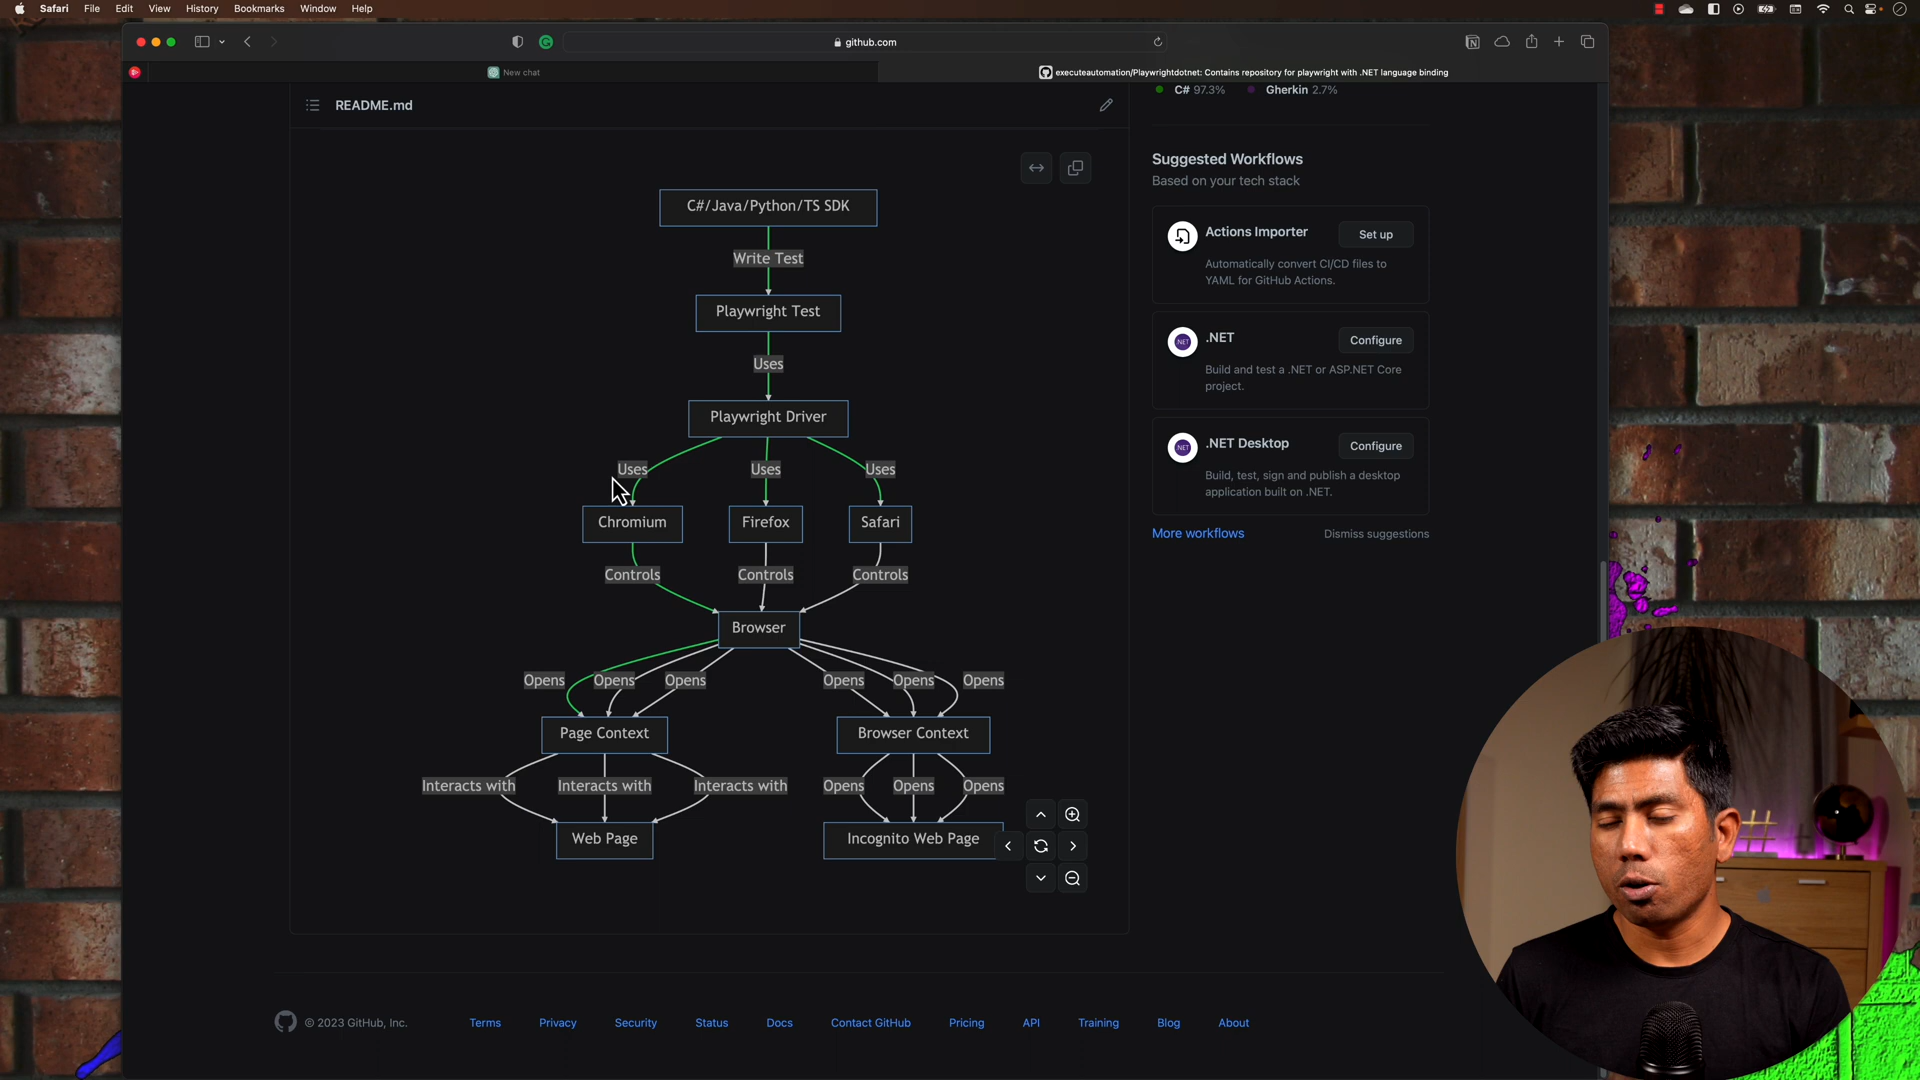 Safari File Edit View History Bookmarks Window Help
github.com
New chat
executeautomation/Playwrightdotnet: Contains repository for playwright with .NET language binding
README.md
C# 97.3% Gherkin 2.7%
C#/Java/Python/TS SDK
Write Test
Playwright Test
Uses
Playwright Driver
Uses Uses Uses
Chromium Firefox Safari
Controls Controls Controls
Browser
Opens Opens Opens Opens Opens Opens
Page Context Browser Context
Interacts with Interacts with Interacts with Opens Opens Opens
Web Page Incognito Web Page
Suggested Workflows
Based on your tech stack
Actions Importer Set up
Automatically convert CI/CD files to
YAML for GitHub Actions.
.NET Configure
Build and test a .NET or ASP.NET Core
project.
.NET Desktop Configure
Build, test, sign and publish a desktop
application built on .NET.
More workflows Dismiss suggestions
© 2023 GitHub, Inc. Terms Privacy Security Status Docs Contact GitHub Pricing API Training Blog About